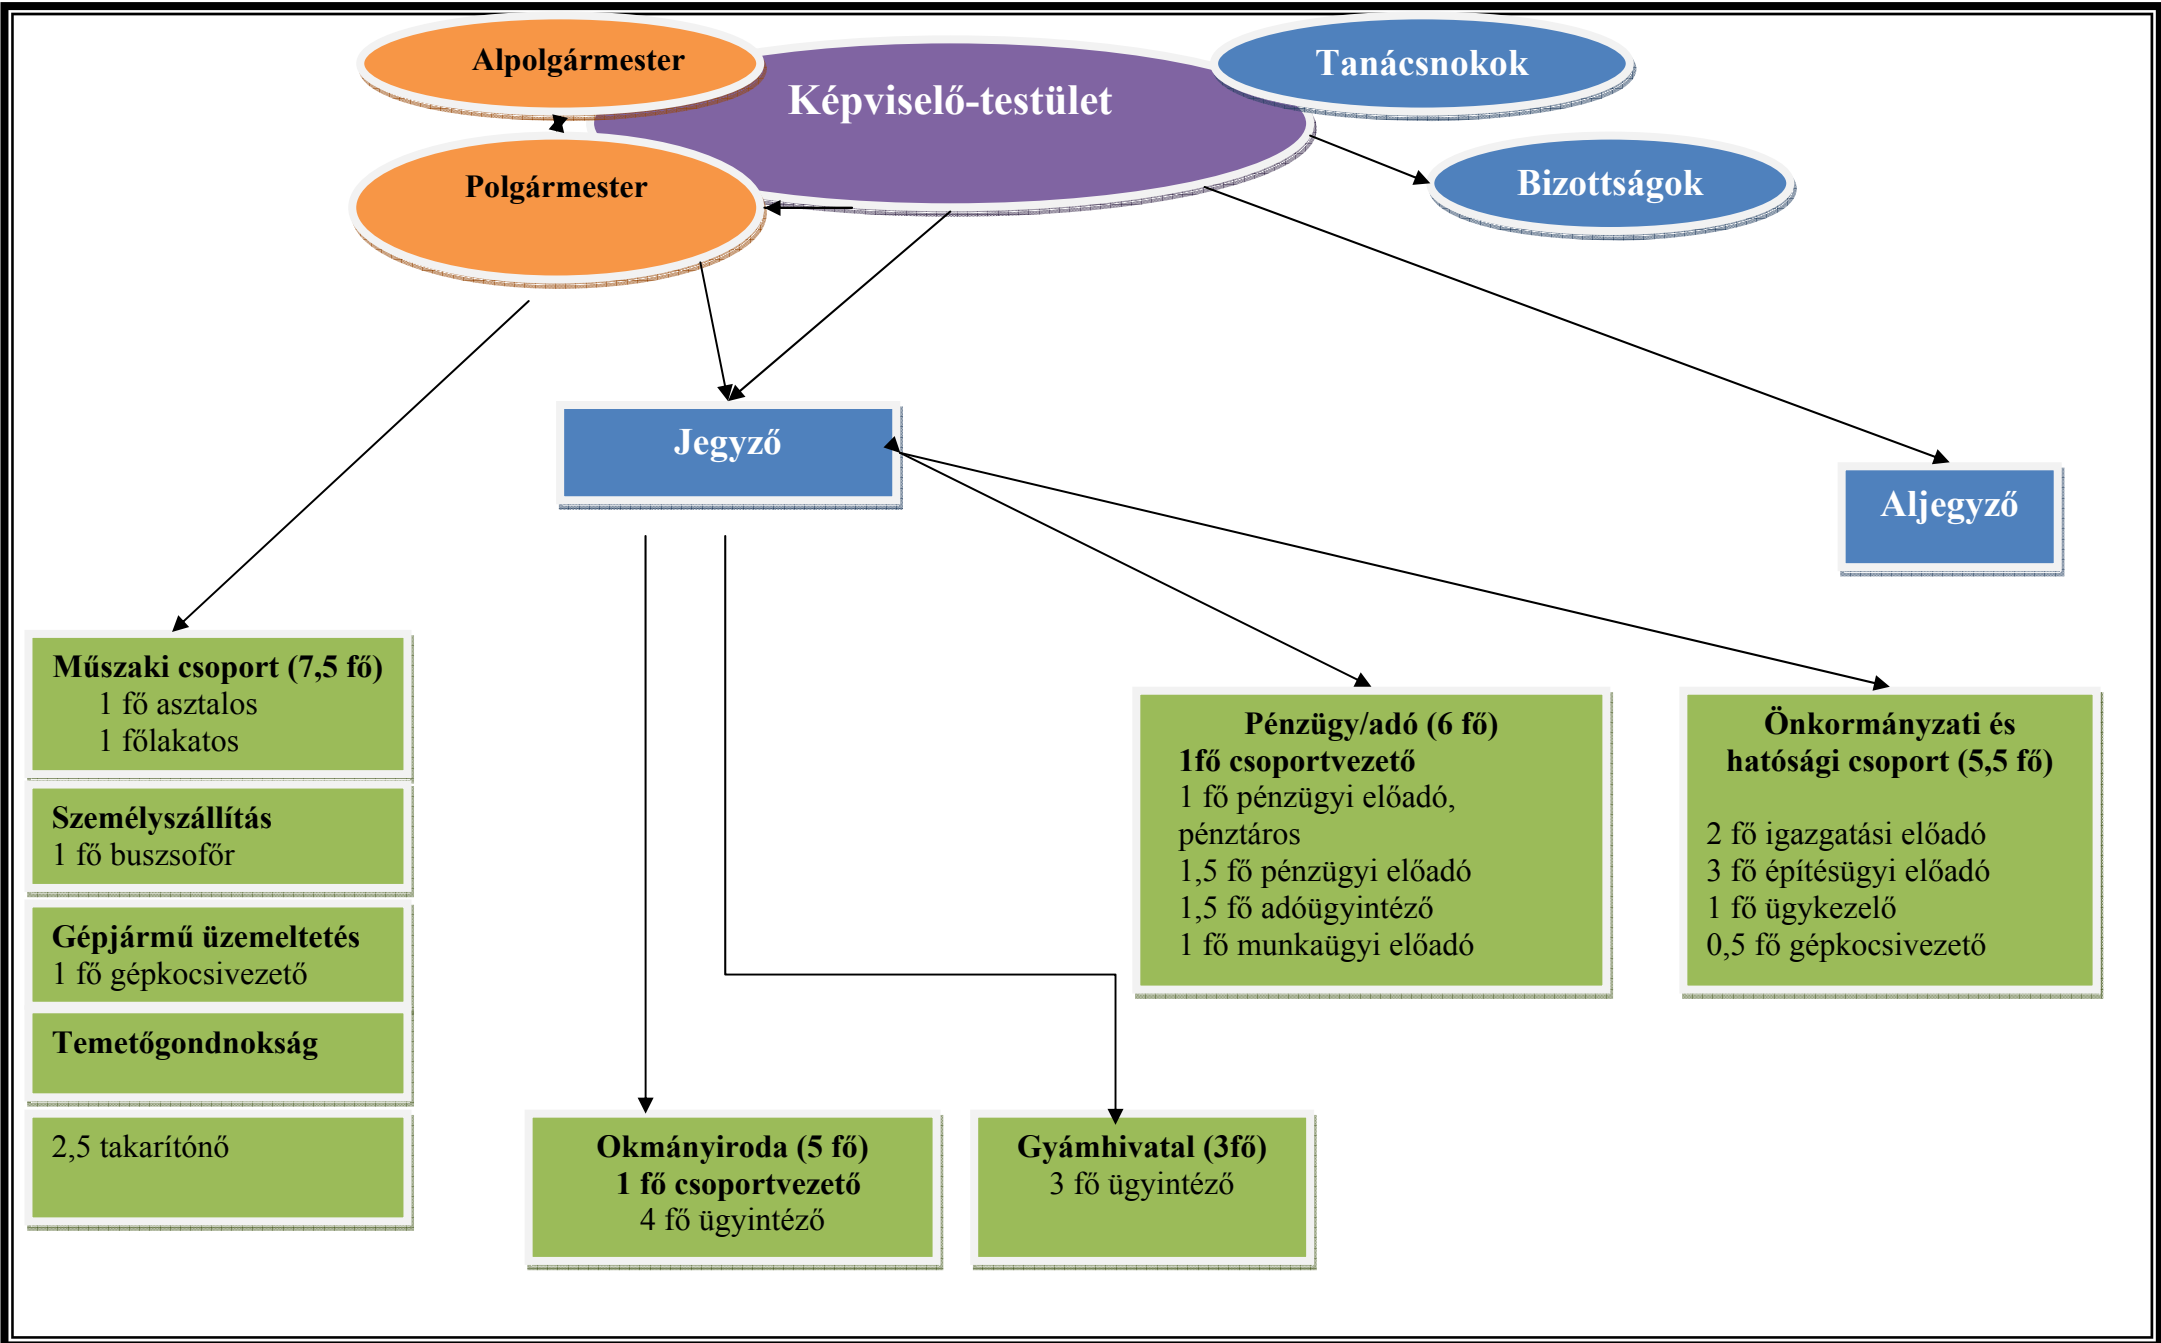 Alpolgármester
Képviselő-testület
Tanácsnokok
Polgármester
Bizottságok
Jegyző
Aljegyző
Műszaki csoport (7,5 fő)
1 fő asztalos
1 főlakatos
Személyszállítás
1 fő buszsofőr
Gépjármű üzemeltetés
1 fő gépkocsivezető
Temetőgondnokság
2,5 takarítónő
Pénzügy/adó (6 fő)
1fő csoportvezető
1 fő pénzügyi előadó,
pénztáros
1,5 fő pénzügyi előadó
1,5 fő adóügyintéző
1 fő munkaügyi előadó
Önkormányzati és
hatósági csoport (5,5 fő)
2 fő igazgatási előadó
3 fő építésügyi előadó
1 fő ügykezelő
0,5 fő gépkocsivezető
Okmányiroda (5 fő)
1 fő csoportvezető
4 fő ügyintéző
Gyámhivatal (3fő)
3 fő ügyintéző